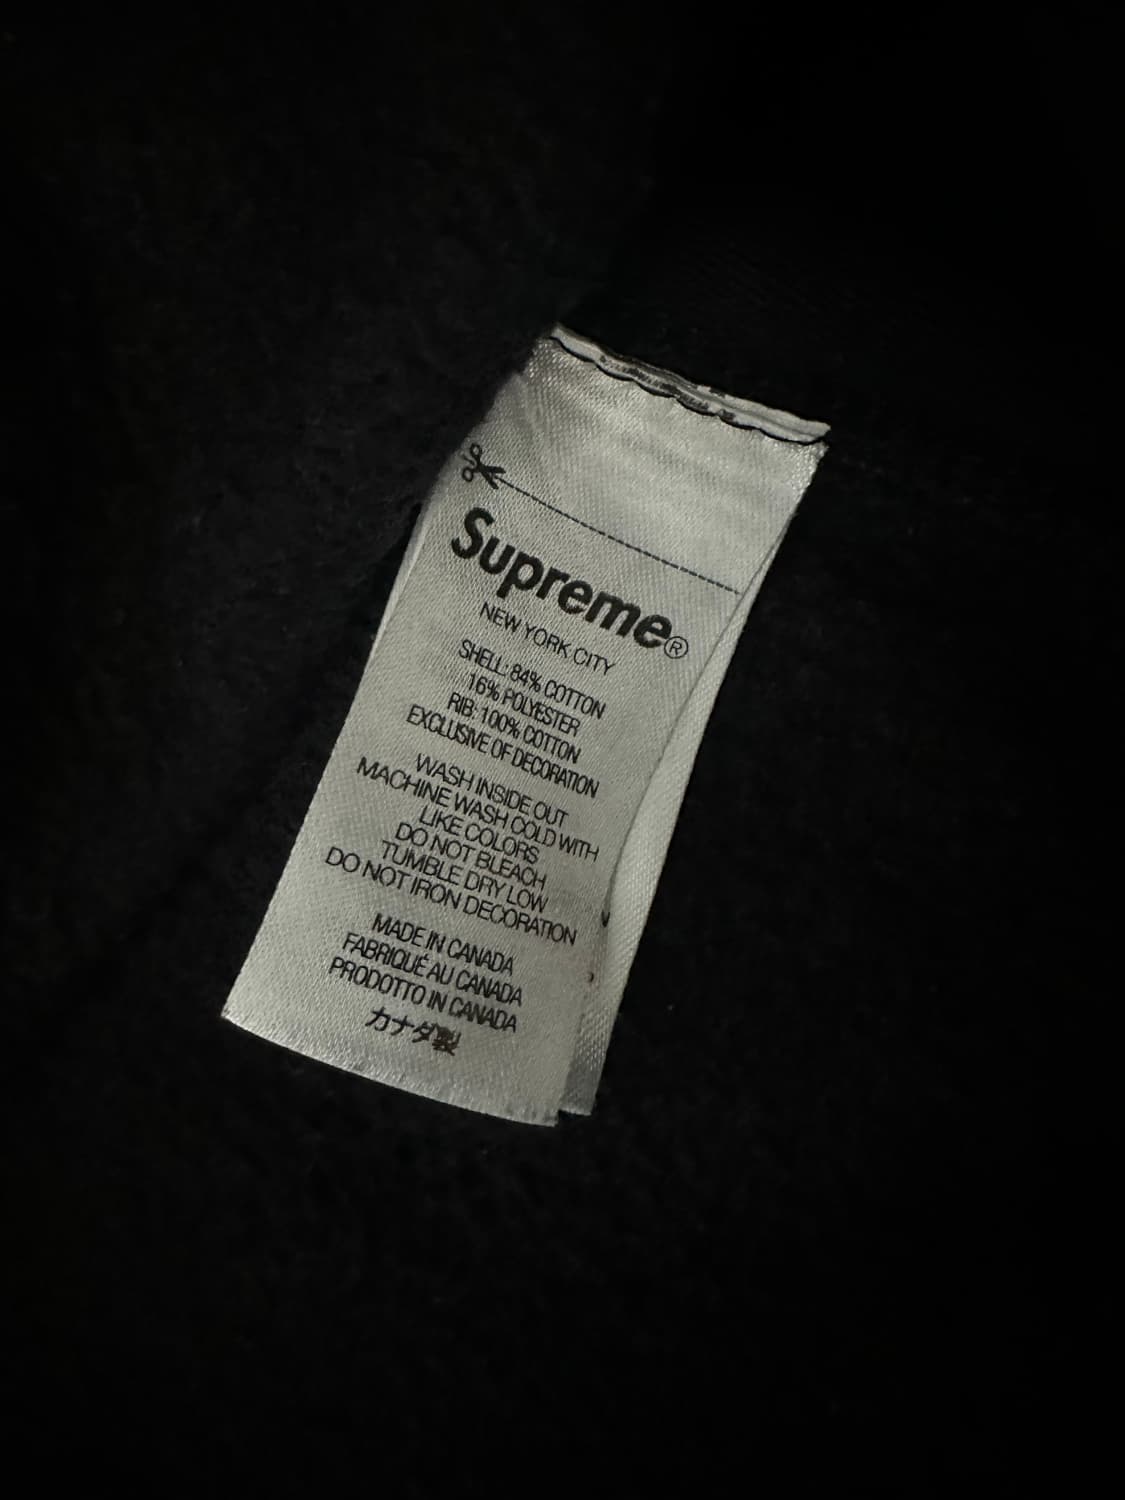 Supreme®
NEW YORK CITY
SHELL: 84% COTTON
16% POLYESTER
RIB: 100% COTTON
EXCLUSIVE OF DECORATION
WASH INSIDE OUT
MACHINE WASH COLD WITH
LIKE COLORS
DO NOT BLEACH
TUMBLE DRY LOW
DO NOT IRON DECORATION
MADE IN CANADA
FABRIQUÉ AU CANADA
PRODOTTO IN CANADA
カナダ製